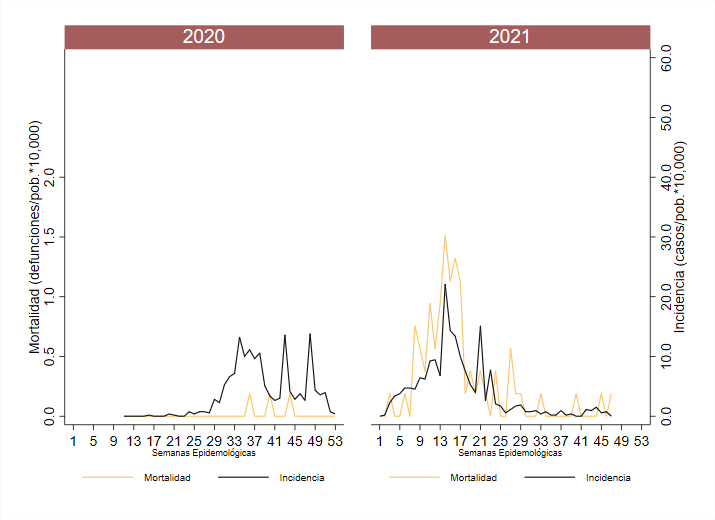 2020
2021
Mortalidad (defunciones/pob.*10,000)
0.0
0.5
1.0
1.5
2.0
Incidencia (casos/pob.*10,000)
0.0
10.0
20.0
30.0
40.0
50.0
60.0
1 5 9 13 17 21 25 29 33 37 41 45 49 53
1 5 9 13 17 21 25 29 33 37 41 45 49 53
Semanas Epidemológicas
Semanas Epidemológicas
Mortalidad Incidencia
Mortalidad Incidencia